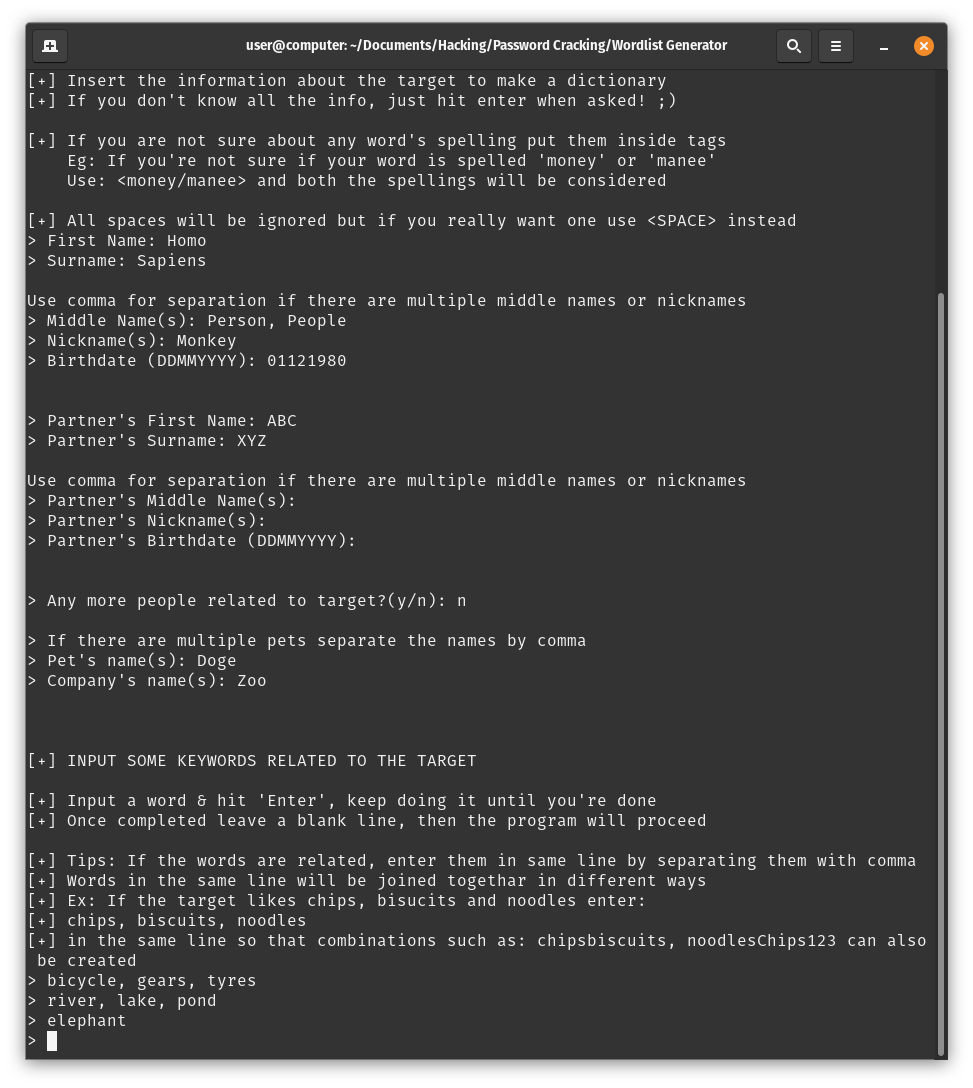 user@computer: ~/Documents/Hacking/Password Cracking/Wordlist Generator
[+] Insert the information about the target to make a dictionary
[+] If you don't know all the info, just hit enter when asked! ;)
[+] If you are not sure about any word's spelling put them inside tags
Eg: If you're not sure if your word is spelled 'money' or 'manee'
Use: <money/manee> and both the spellings will be considered
[+] All spaces will be ignored but if you really want one use <SPACE> instead
> First Name: Homo
> Surname: Sapiens
Use comma for separation if there are multiple middle names or nicknames
> Middle Name(s): Person, People
> Nickname(s): Monkey
> Birthdate (DDMMYYYY): 01121980
> Partner's First Name: ABC
> Partner's Surname: XYZ
Use comma for separation if there are multiple middle names or nicknames
> Partner's Middle Name(s):
> Partner's Nickname(s):
> Partner's Birthdate (DDMMYYYY):
> Any more people related to target?(y/n): n
> If there are multiple pets separate the names by comma
> Pet's name(s): Doge
> Company's name(s): Zoo
[+] INPUT SOME KEYWORDS RELATED TO THE TARGET
[+] Input a word & hit 'Enter', keep doing it until you're done
[+] Once completed leave a blank line, then the program will proceed
[+] Tips: If the words are related, enter them in same line by separating them with comma
[+] Words in the same line will be joined togethar in different ways
[+] Ex: If the target likes chips, bisucits and noodles enter:
[+] chips, biscuits, noodles
[+] in the same line so that combinations such as: chipsbiscuits, noodlesChips123 can also
be created
> bicycle, gears, tyres
> river, lake, pond
> elephant
>